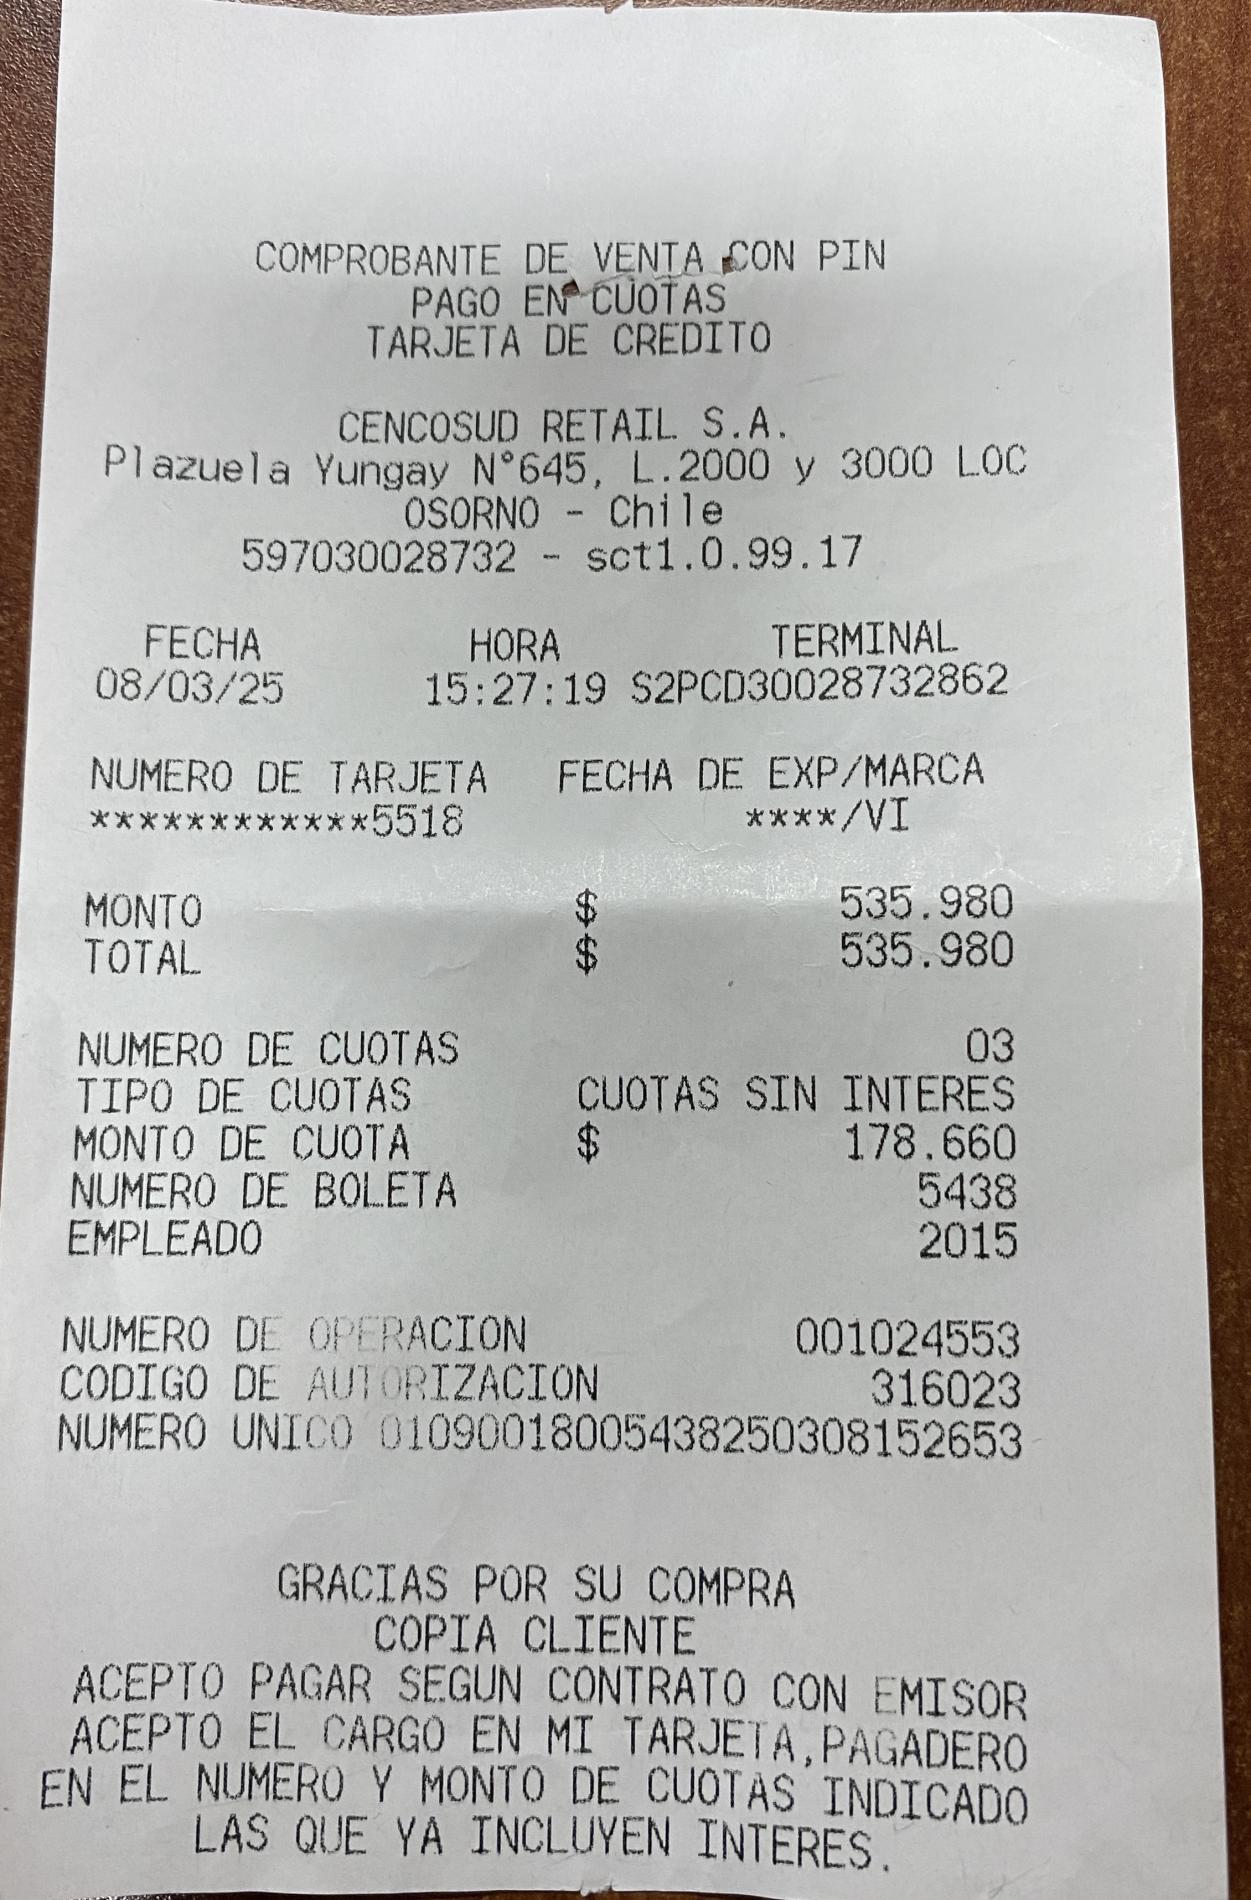 COMPROBANTE DE VENTA CON PIN
PAGO EN CUOTAS
TARJETA DE CREDITO
CENCOSUD RETAIL S.A.
Plazuela Yungay N°645, L.2000 y 3000 LOC
OSORNO - Chile
597030028732 - sct1.0.99.17
FECHA HORA TERMINAL
08/03/25 15:27:19 S2PCD30028732862
NUMERO DE TARJETA FECHA DE EXP/MARCA
************5518 ****/VI
MONTO $ 535.980
TOTAL $ 535.980
NUMERO DE CUOTAS 03
TIPO DE CUOTAS CUOTAS SIN INTERES
MONTO DE CUOTA $ 178.660
NUMERO DE BOLETA 5438
EMPLEADO 2015
NUMERO DE OPERACION 001024553
CODIGO DE AUTORIZACION 316023
NUMERO UNICO 0109001800543825030815​2653
GRACIAS POR SU COMPRA
COPIA CLIENTE
ACEPTO PAGAR SEGUN CONTRATO CON EMISOR
ACEPTO EL CARGO EN MI TARJETA,PAGADERO
EN EL NUMERO Y MONTO DE CUOTAS INDICADO
LAS QUE YA INCLUYEN INTERES.